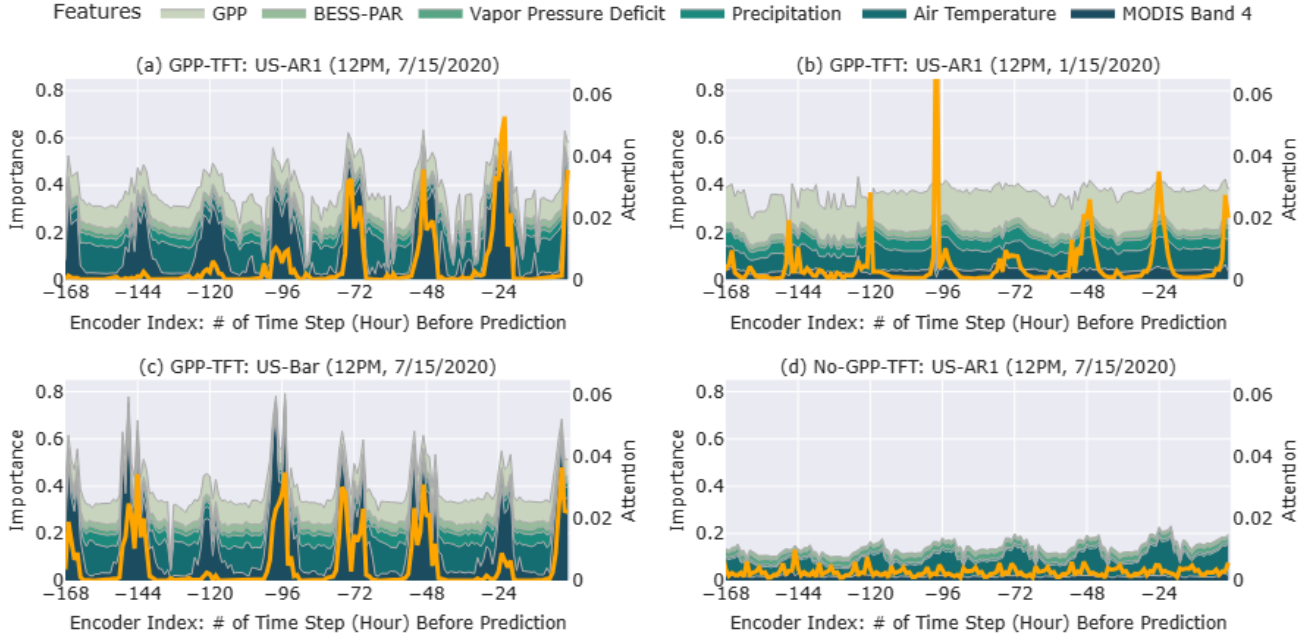 Features GPP BESS-PAR Vapor Pressure Deficit Precipitation Air Temperature MODIS Band 4
(a) GPP-TFT: US-AR1 (12PM, 7/15/2020)
0.8
0.6
0.4
0.2
0
Importance
0.06
0.04
0.02
0
Attention
−168 −144 −120 −96 −72 −48 −24
Encoder Index: # of Time Step (Hour) Before Prediction
(b) GPP-TFT: US-AR1 (12PM, 1/15/2020)
0.8
0.6
0.4
0.2
0
Importance
0.06
0.04
0.02
0
Attention
−168 −144 −120 −96 −72 −48 −24
Encoder Index: # of Time Step (Hour) Before Prediction
(c) GPP-TFT: US-Bar (12PM, 7/15/2020)
0.8
0.6
0.4
0.2
0
Importance
0.06
0.04
0.02
0
Attention
−168 −144 −120 −96 −72 −48 −24
Encoder Index: # of Time Step (Hour) Before Prediction
(d) No-GPP-TFT: US-AR1 (12PM, 7/15/2020)
0.8
0.6
0.4
0.2
0
Importance
0.06
0.04
0.02
0
Attention
−168 −144 −120 −96 −72 −48 −24
Encoder Index: # of Time Step (Hour) Before Prediction